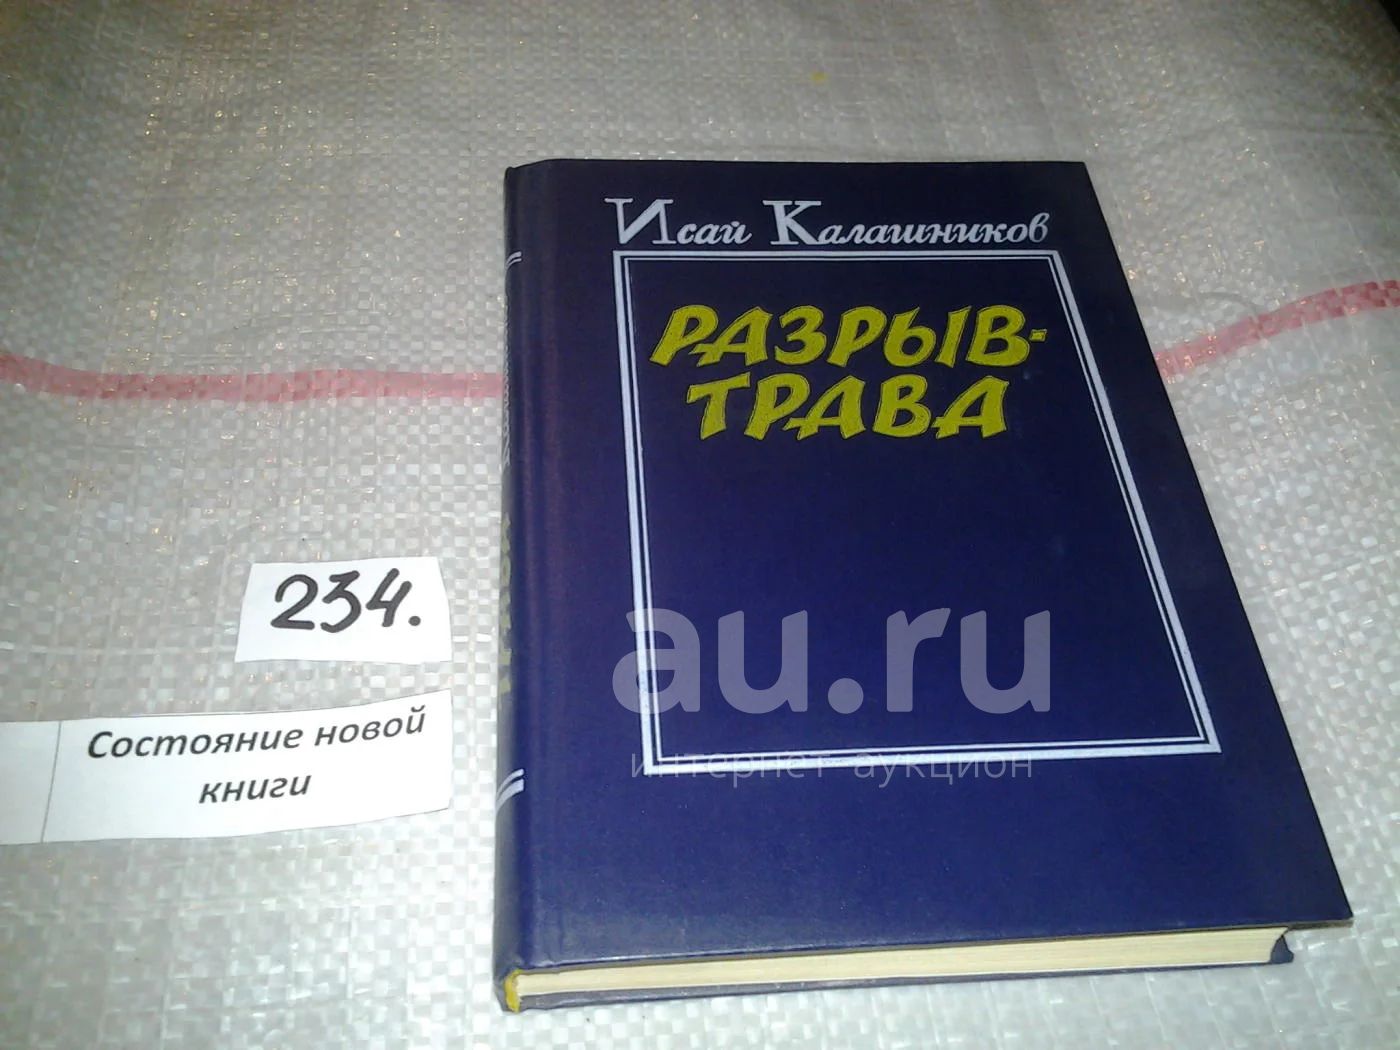 Исай Калашников
РАЗРЫВ-
ТРАВА
234.
Состояние новой
книги
au.ru
интернет аукцион